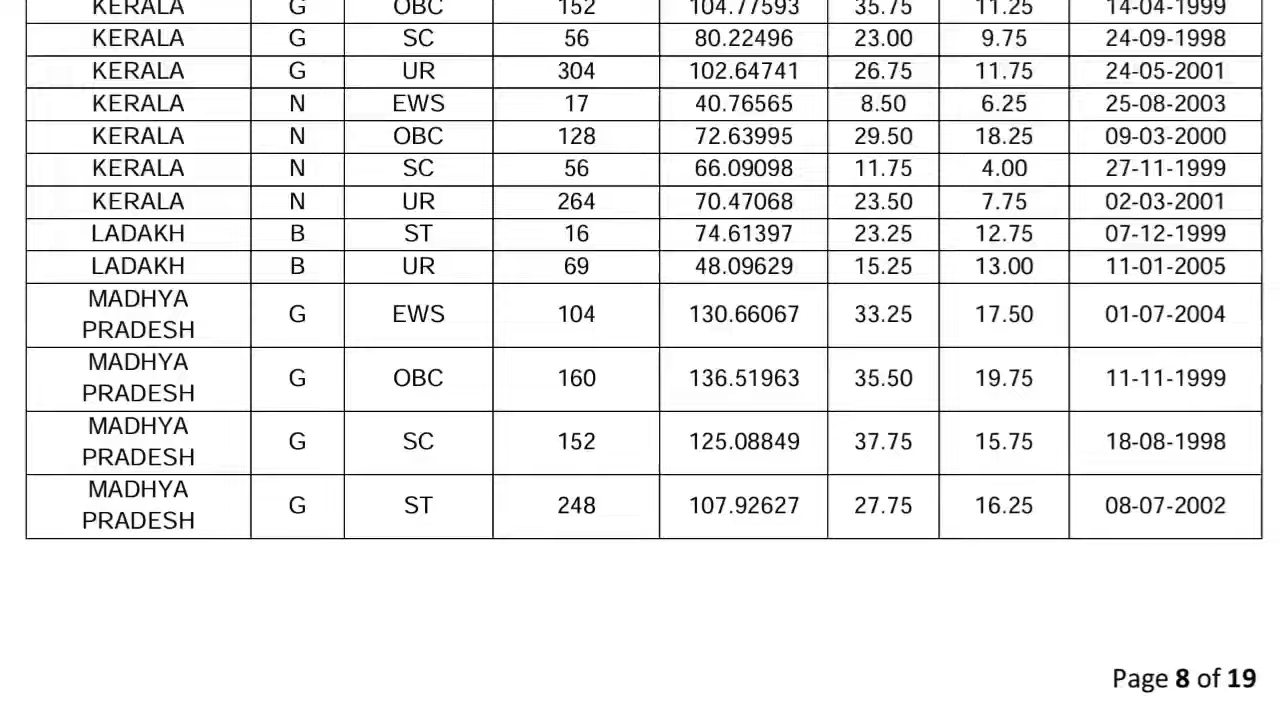 KERALA G OBC 152 104.77593 35.75 11.25 14-04-1999
KERALA G SC 56 80.22496 23.00 9.75 24-09-1998
KERALA G UR 304 102.64741 26.75 11.75 24-05-2001
KERALA N EWS 17 40.76565 8.50 6.25 25-08-2003
KERALA N OBC 128 72.63995 29.50 18.25 09-03-2000
KERALA N SC 56 66.09098 11.75 4.00 27-11-1999
KERALA N UR 264 70.47068 23.50 7.75 02-03-2001
LADAKH B ST 16 74.61397 23.25 12.75 07-12-1999
LADAKH B UR 69 48.09629 15.25 13.00 11-01-2005
MADHYA
PRADESH G EWS 104 130.66067 33.25 17.50 01-07-2004
MADHYA
PRADESH G OBC 160 136.51963 35.50 19.75 11-11-1999
MADHYA
PRADESH G SC 152 125.08849 37.75 15.75 18-08-1998
MADHYA
PRADESH G ST 248 107.92627 27.75 16.25 08-07-2002
Page 8 of 19